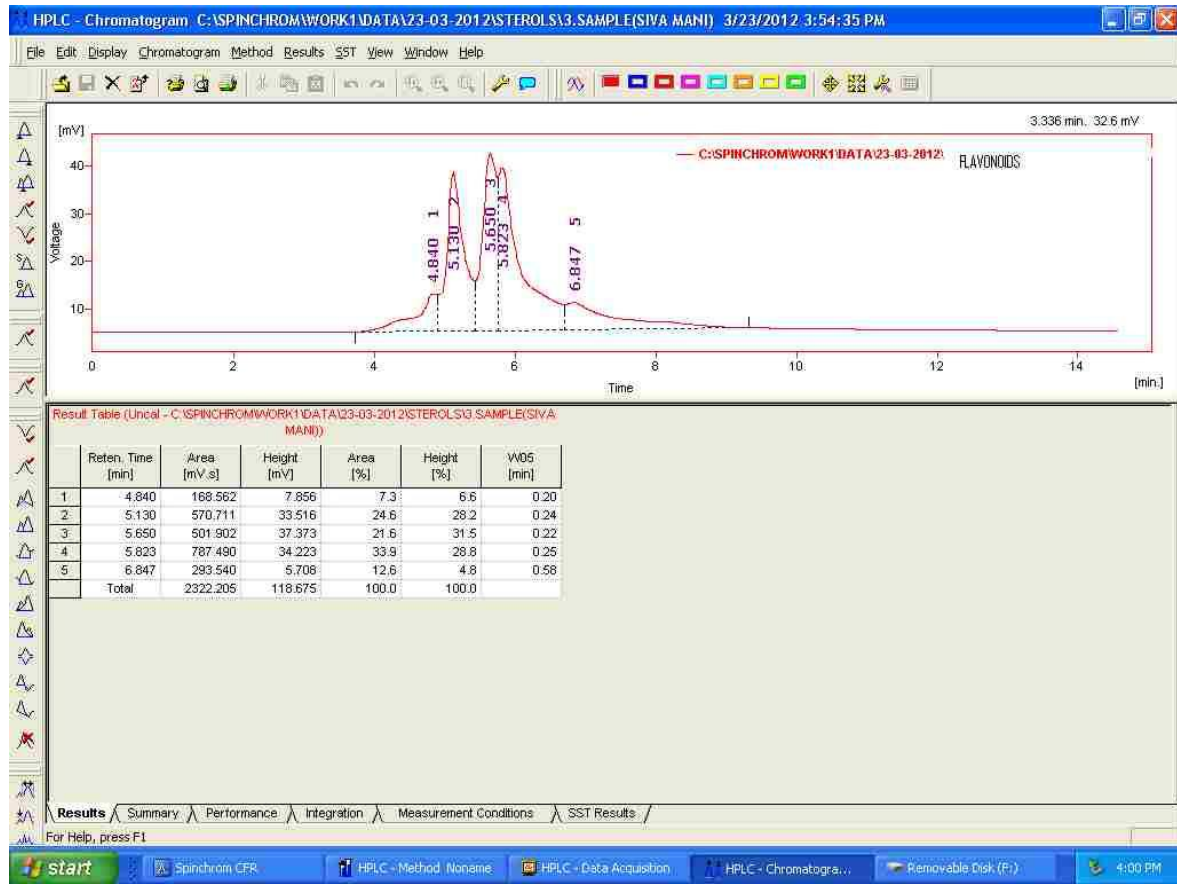 HPLC - Chromatogram C:\SPINCHROM\WORK1\DATA\23-03-2012\STEROLS\3.SAMPLE(SIVA MANI) 3/23/2012 3:54:35 PM
File Edit Display Chromatogram Method Results SST View Window Help
3.336 min. 32.6 mV
[mV]
C:\SPINCHROM\WORK1\DATA\23-03-2012\
FLAVONOIDS
40
30
20
10
Voltage
4.840 1
5.130 2
5.650 3
5.823 4
6.847 5
0 2 4 6 8 10 12 14
Time
[min.]
Result Table (Uncal - C:\SPINCHROM\WORK1\DATA\23-03-2012\STEROLS\3.SAMPLE(SIVA
MANI))
Reten. Time Area Height Area Height W05
[min] [mV.s] [mV] [%] [%] [min]
1 4.840 168.562 7.856 7.3 6.6 0.20
2 5.130 570.711 33.516 24.6 28.2 0.24
3 5.650 501.902 37.373 21.6 31.5 0.22
4 5.823 787.490 34.223 33.9 28.8 0.25
5 6.847 293.540 5.708 12.6 4.8 0.58
Total 2322.205 118.675 100.0 100.0
Results Summary Performance Integration Measurement Conditions SST Results
For Help, press F1
start Spinchrom CFR HPLC - Method Noname HPLC - Data Acquisition HPLC - Chromatogra... Removable Disk (F:) 4:00 PM